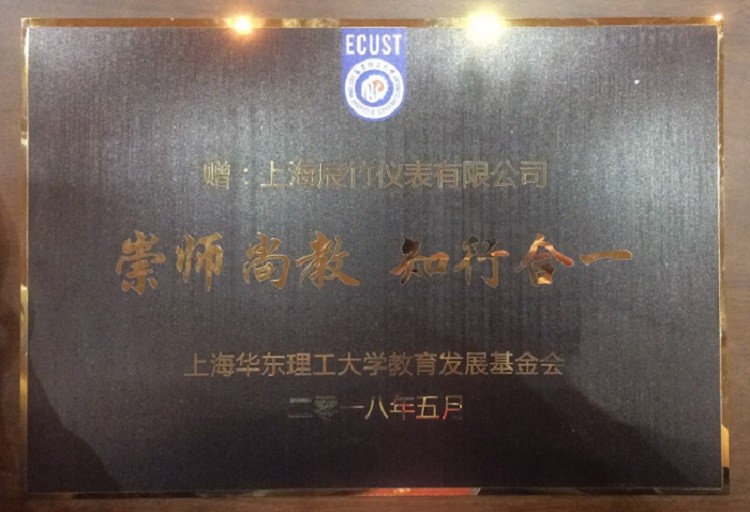 ECUST
赠：上海辰竹仪表有限公司
崇师尚教 知行合一
上海华东理工大学教育发展基金会
二零一八年五月